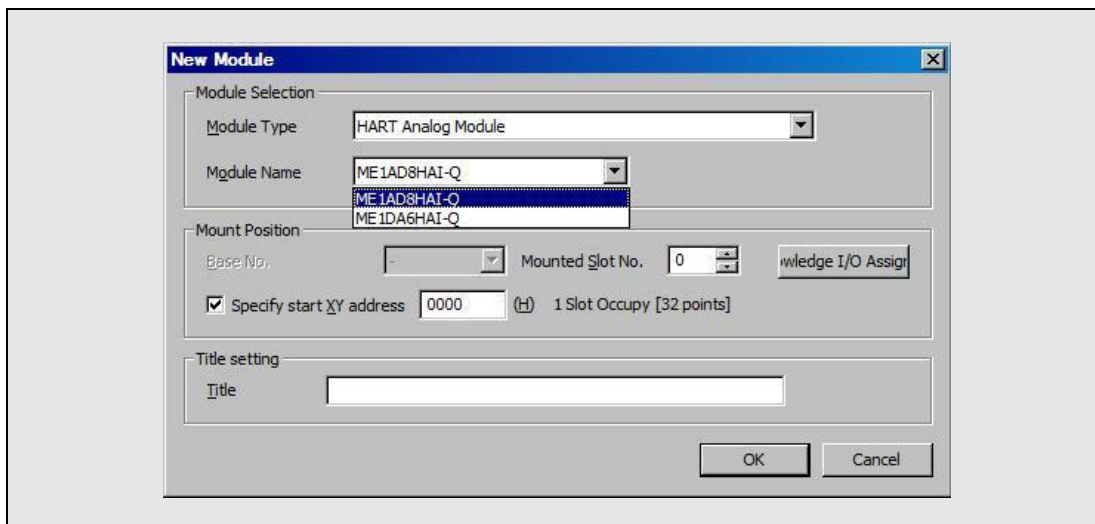 New Module
Module Selection
Module Type HART Analog Module
Module Name ME1AD8HAI-Q
ME1AD8HAI-Q
ME1DA6HAI-Q
Mount Position
Base No. - Mounted Slot No. 0 wledge I/O Assign
Specify start XY address 0000 (H) 1 Slot Occupy [32 points]
Title setting
Title
OK Cancel